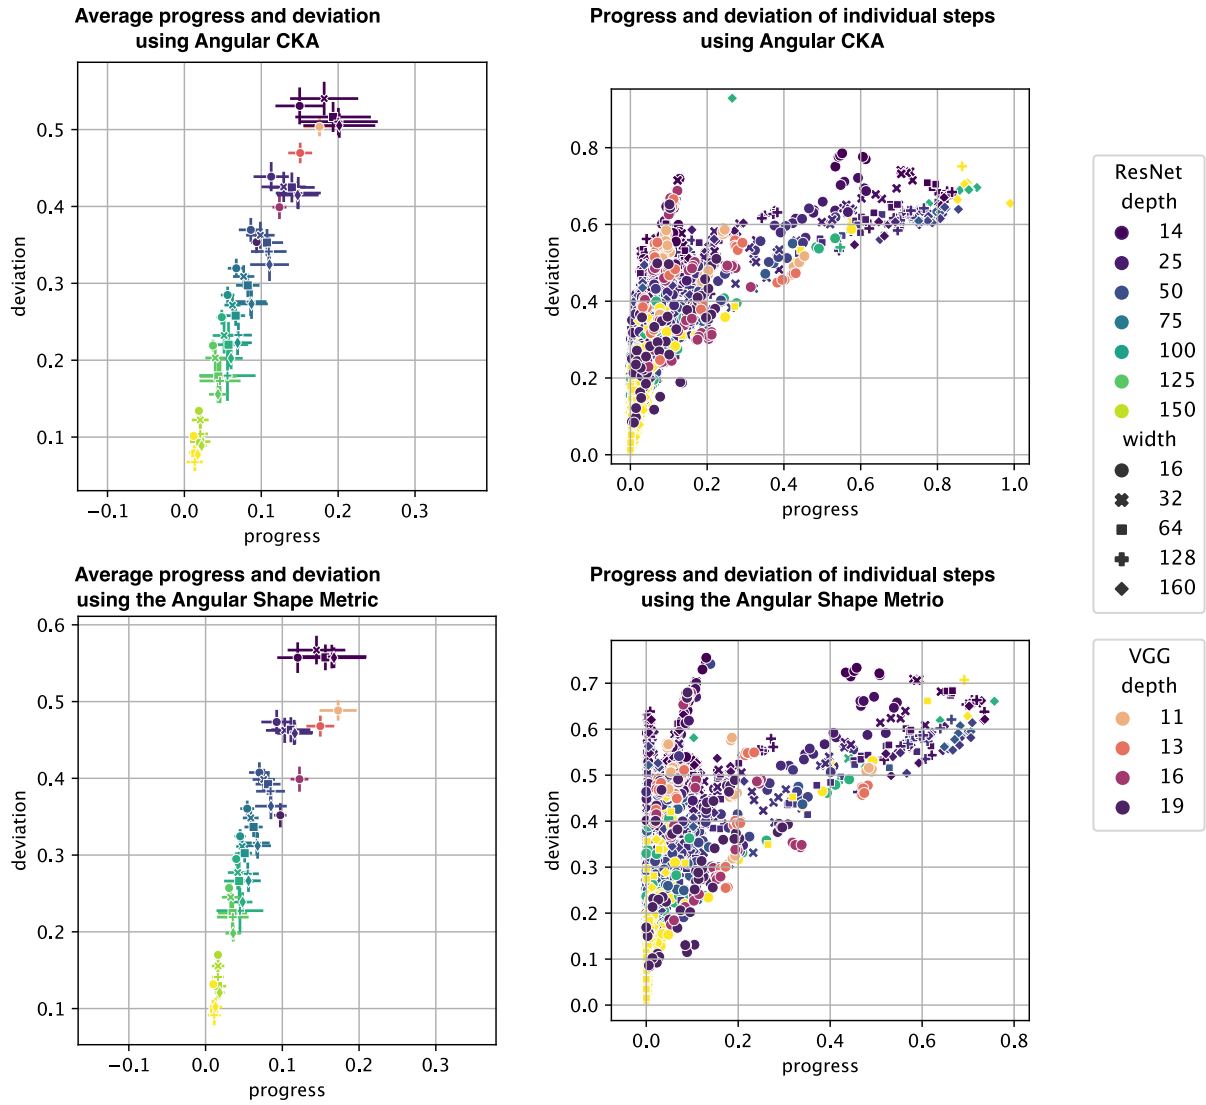 Average progress and deviation
using Angular CKA
0.5
0.4
0.3
0.2
0.1
deviation
−0.1
0.0
0.1
0.2
0.3
progress
Progress and deviation of individual steps
using Angular CKA
0.8
0.6
0.4
0.2
0.0
deviation
0.0
0.2
0.4
0.6
0.8
1.0
progress
Average progress and deviation
using the Angular Shape Metric
0.6
0.5
0.4
0.3
0.2
0.1
deviation
−0.1
0.0
0.1
0.2
0.3
progress
Progress and deviation of individual steps
using the Angular Shape Metrio
0.7
0.6
0.5
0.4
0.3
0.2
0.1
0.0
deviation
0.0
0.2
0.4
0.6
0.8
progress
ResNet
depth
14
25
50
75
100
125
150
width
16
32
64
128
160
VGG
depth
11
13
16
19